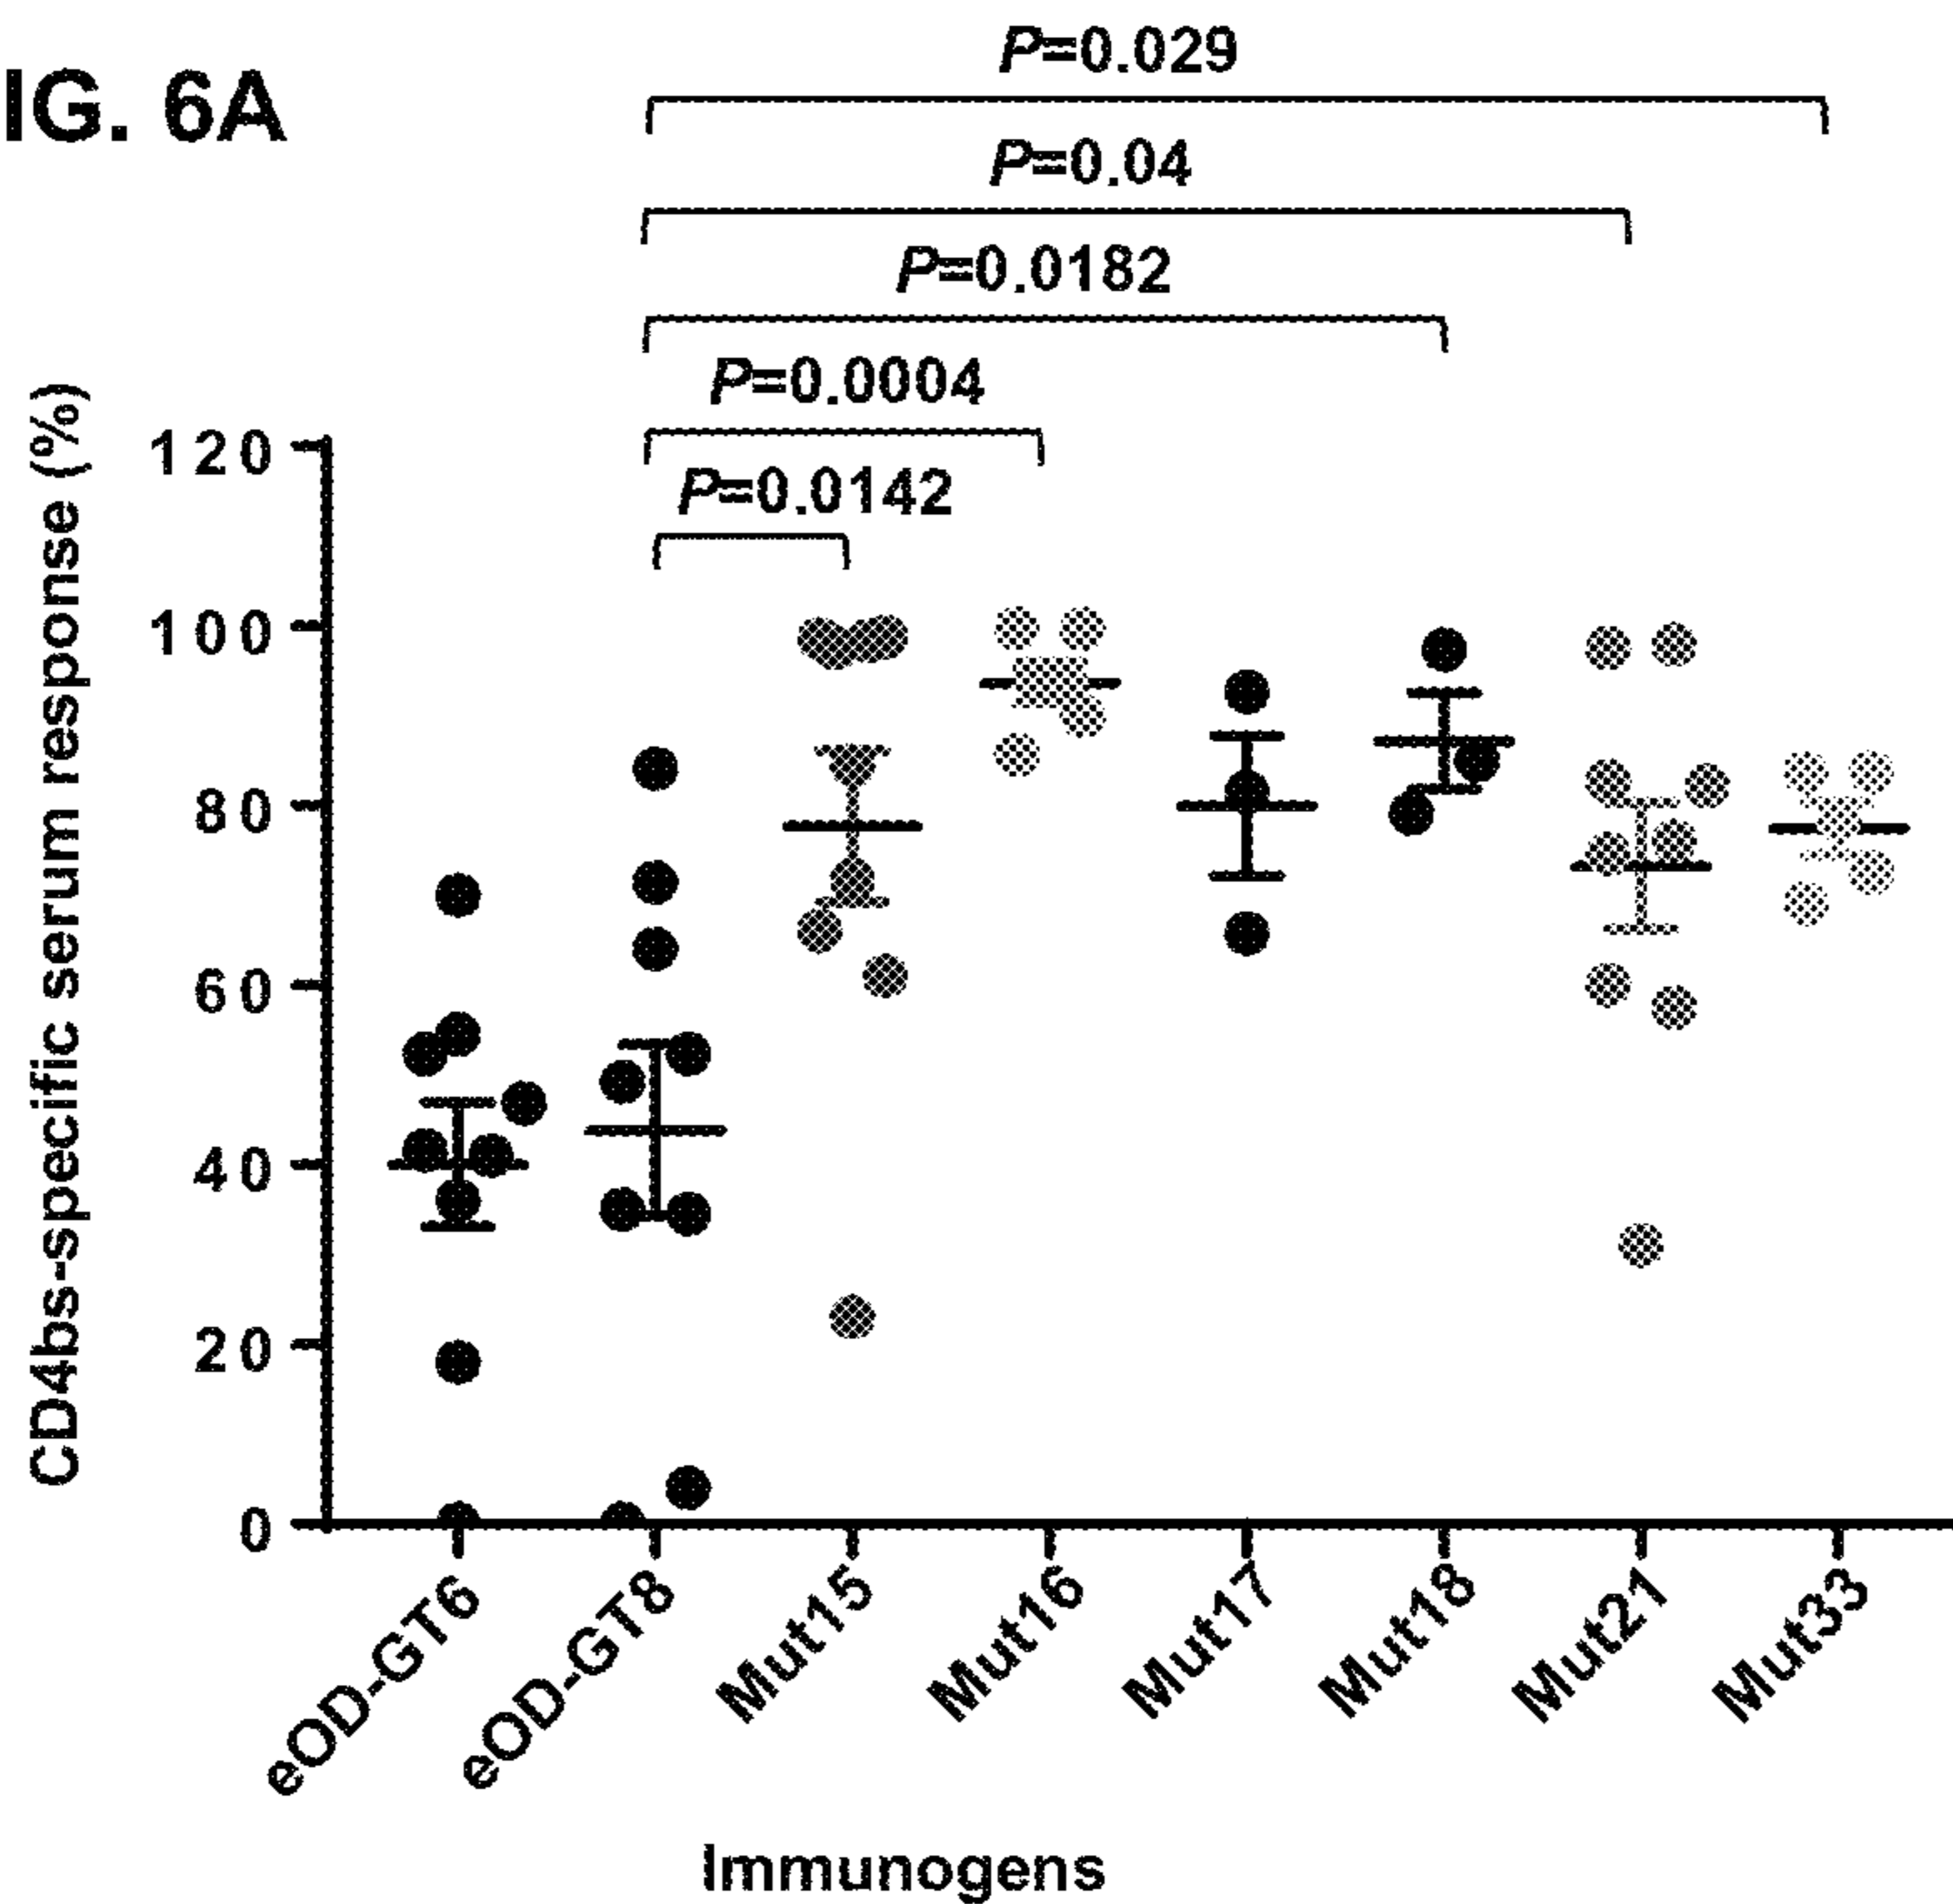 IG. 6A
P=0.029
P=0.04
P=0.0182
P=0.0004
P=0.0142
CD4bs-specific serum response (%)
120
100
80
60
40
20
0
eOD-GT6
eOD-GT8
Mut15
Mut16
Mut17
Mut18
Mut21
Mut33
Immunogens